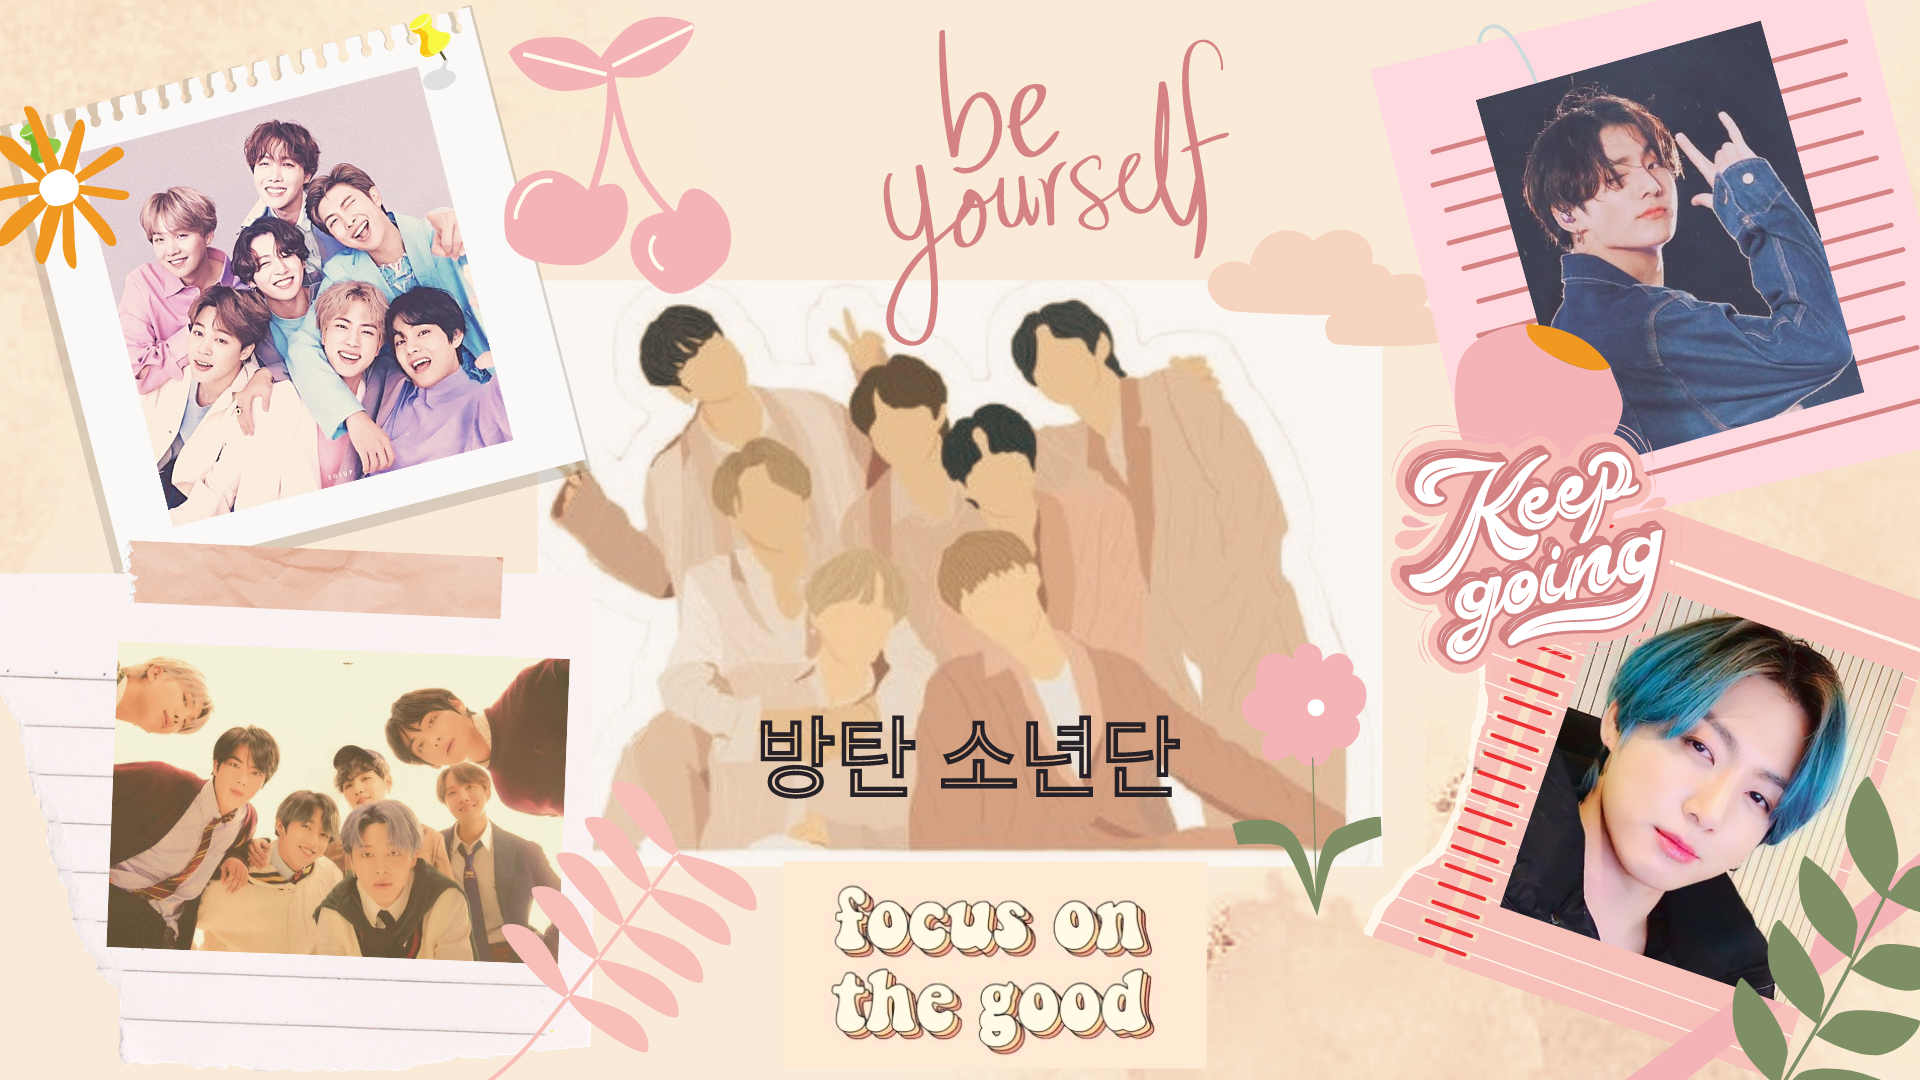 be
yourself
Keep
going
방탄 소년단
focus on
the good